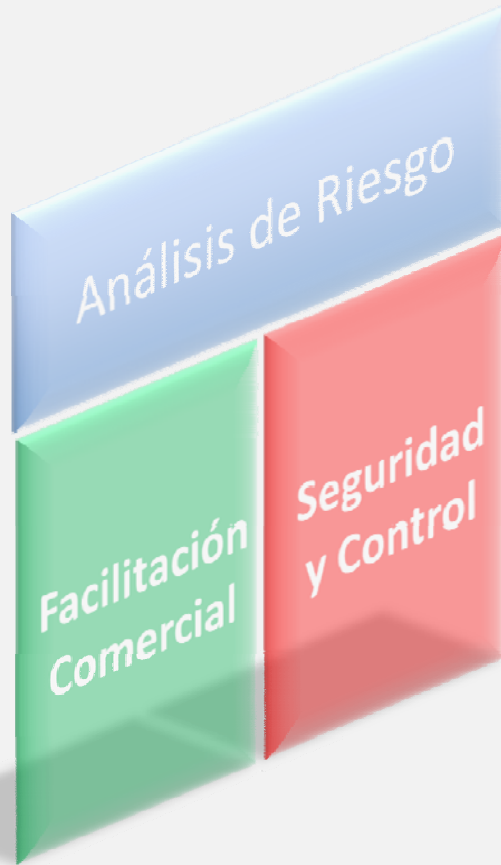 Análisis de Riesgo
Facilitación
Comercial
Seguridad
y Control